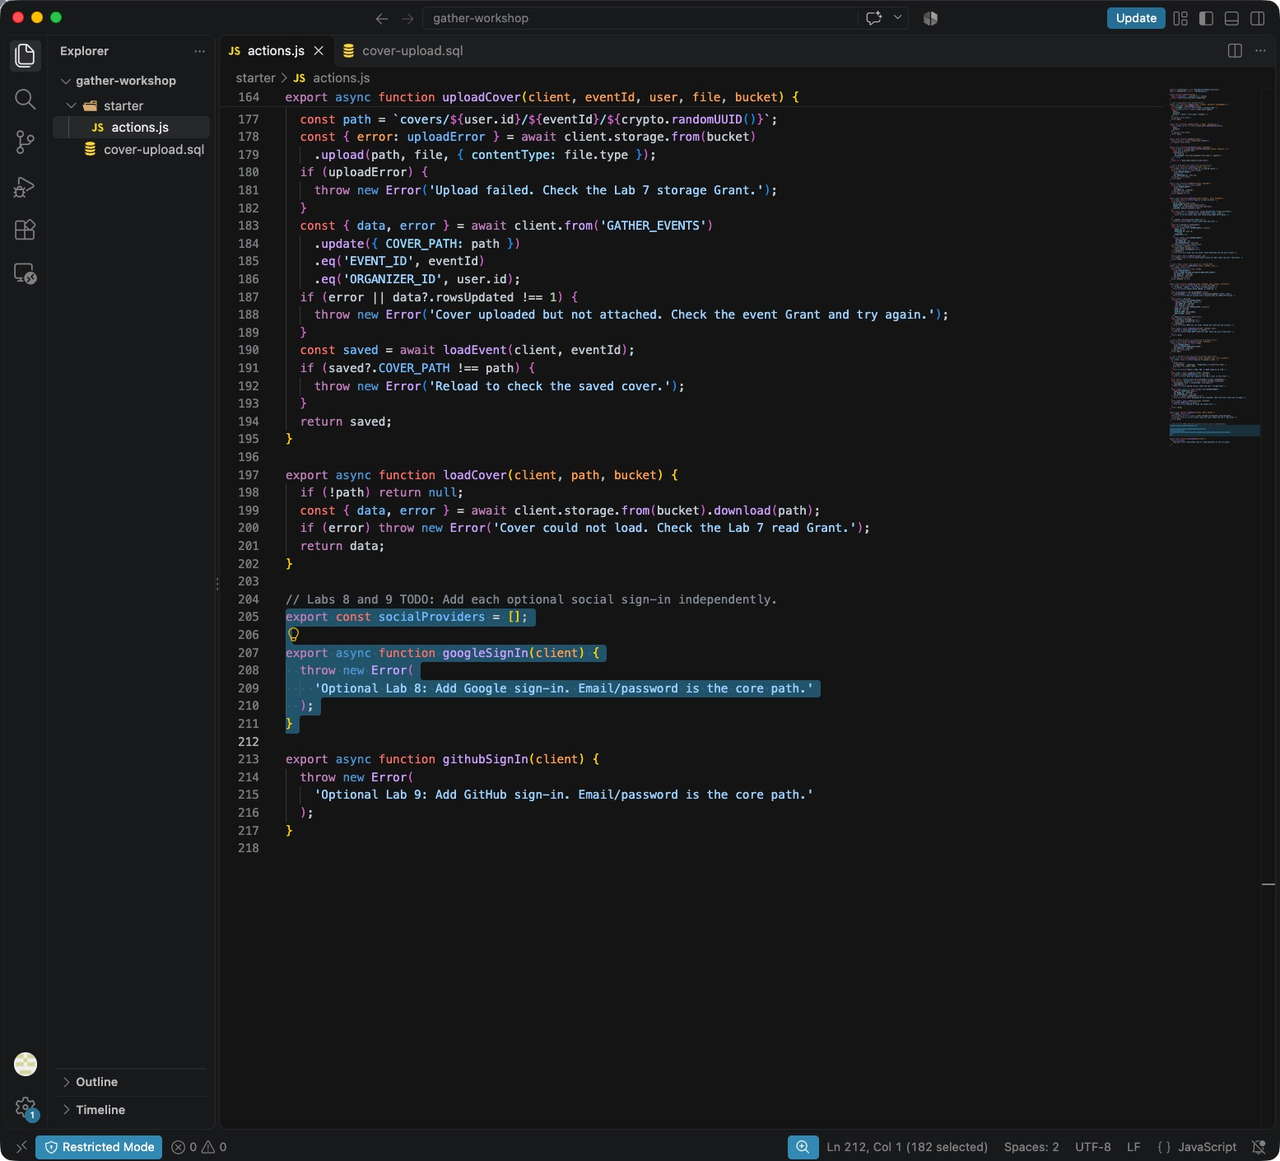 gather-workshop
Update
Explorer
gather-workshop
starter
JS actions.js
cover-upload.sql
JS actions.js
cover-upload.sql
starter > JS actions.js
164 export async function uploadCover(client, eventId, user, file, bucket) {
177 const path = `covers/${user.id}/${eventId}/${crypto.randomUUID()}`;
178 const { error: uploadError } = await client.storage.from(bucket)
179 .upload(path, file, { contentType: file.type });
180 if (uploadError) {
181 throw new Error('Upload failed. Check the Lab 7 storage Grant.');
182 }
183 const { data, error } = await client.from('GATHER_EVENTS')
184 .update({ COVER_PATH: path })
185 .eq('EVENT_ID', eventId)
186 .eq('ORGANIZER_ID', user.id);
187 if (error || data?.rowsUpdated !== 1) {
188 throw new Error('Cover uploaded but not attached. Check the event Grant and try again.');
189 }
190 const saved = await loadEvent(client, eventId);
191 if (saved?.COVER_PATH !== path) {
192 throw new Error('Reload to check the saved cover.');
193 }
194 return saved;
195 }
196
197 export async function loadCover(client, path, bucket) {
198 if (!path) return null;
199 const { data, error } = await client.storage.from(bucket).download(path);
200 if (error) throw new Error('Cover could not load. Check the Lab 7 read Grant.');
201 return data;
202 }
203
204 // Labs 8 and 9 TODO: Add each optional social sign-in independently.
205 export const socialProviders = [];
206
207 export async function googleSignIn(client) {
208 throw new Error(
209 'Optional Lab 8: Add Google sign-in. Email/password is the core path.'
210 );
211 }
212
213 export async function githubSignIn(client) {
214 throw new Error(
215 'Optional Lab 9: Add GitHub sign-in. Email/password is the core path.'
216 );
217 }
218
Outline
Timeline
1
Restricted Mode
0
0
Ln 212, Col 1 (182 selected)
Spaces: 2
UTF-8
LF
{ } JavaScript